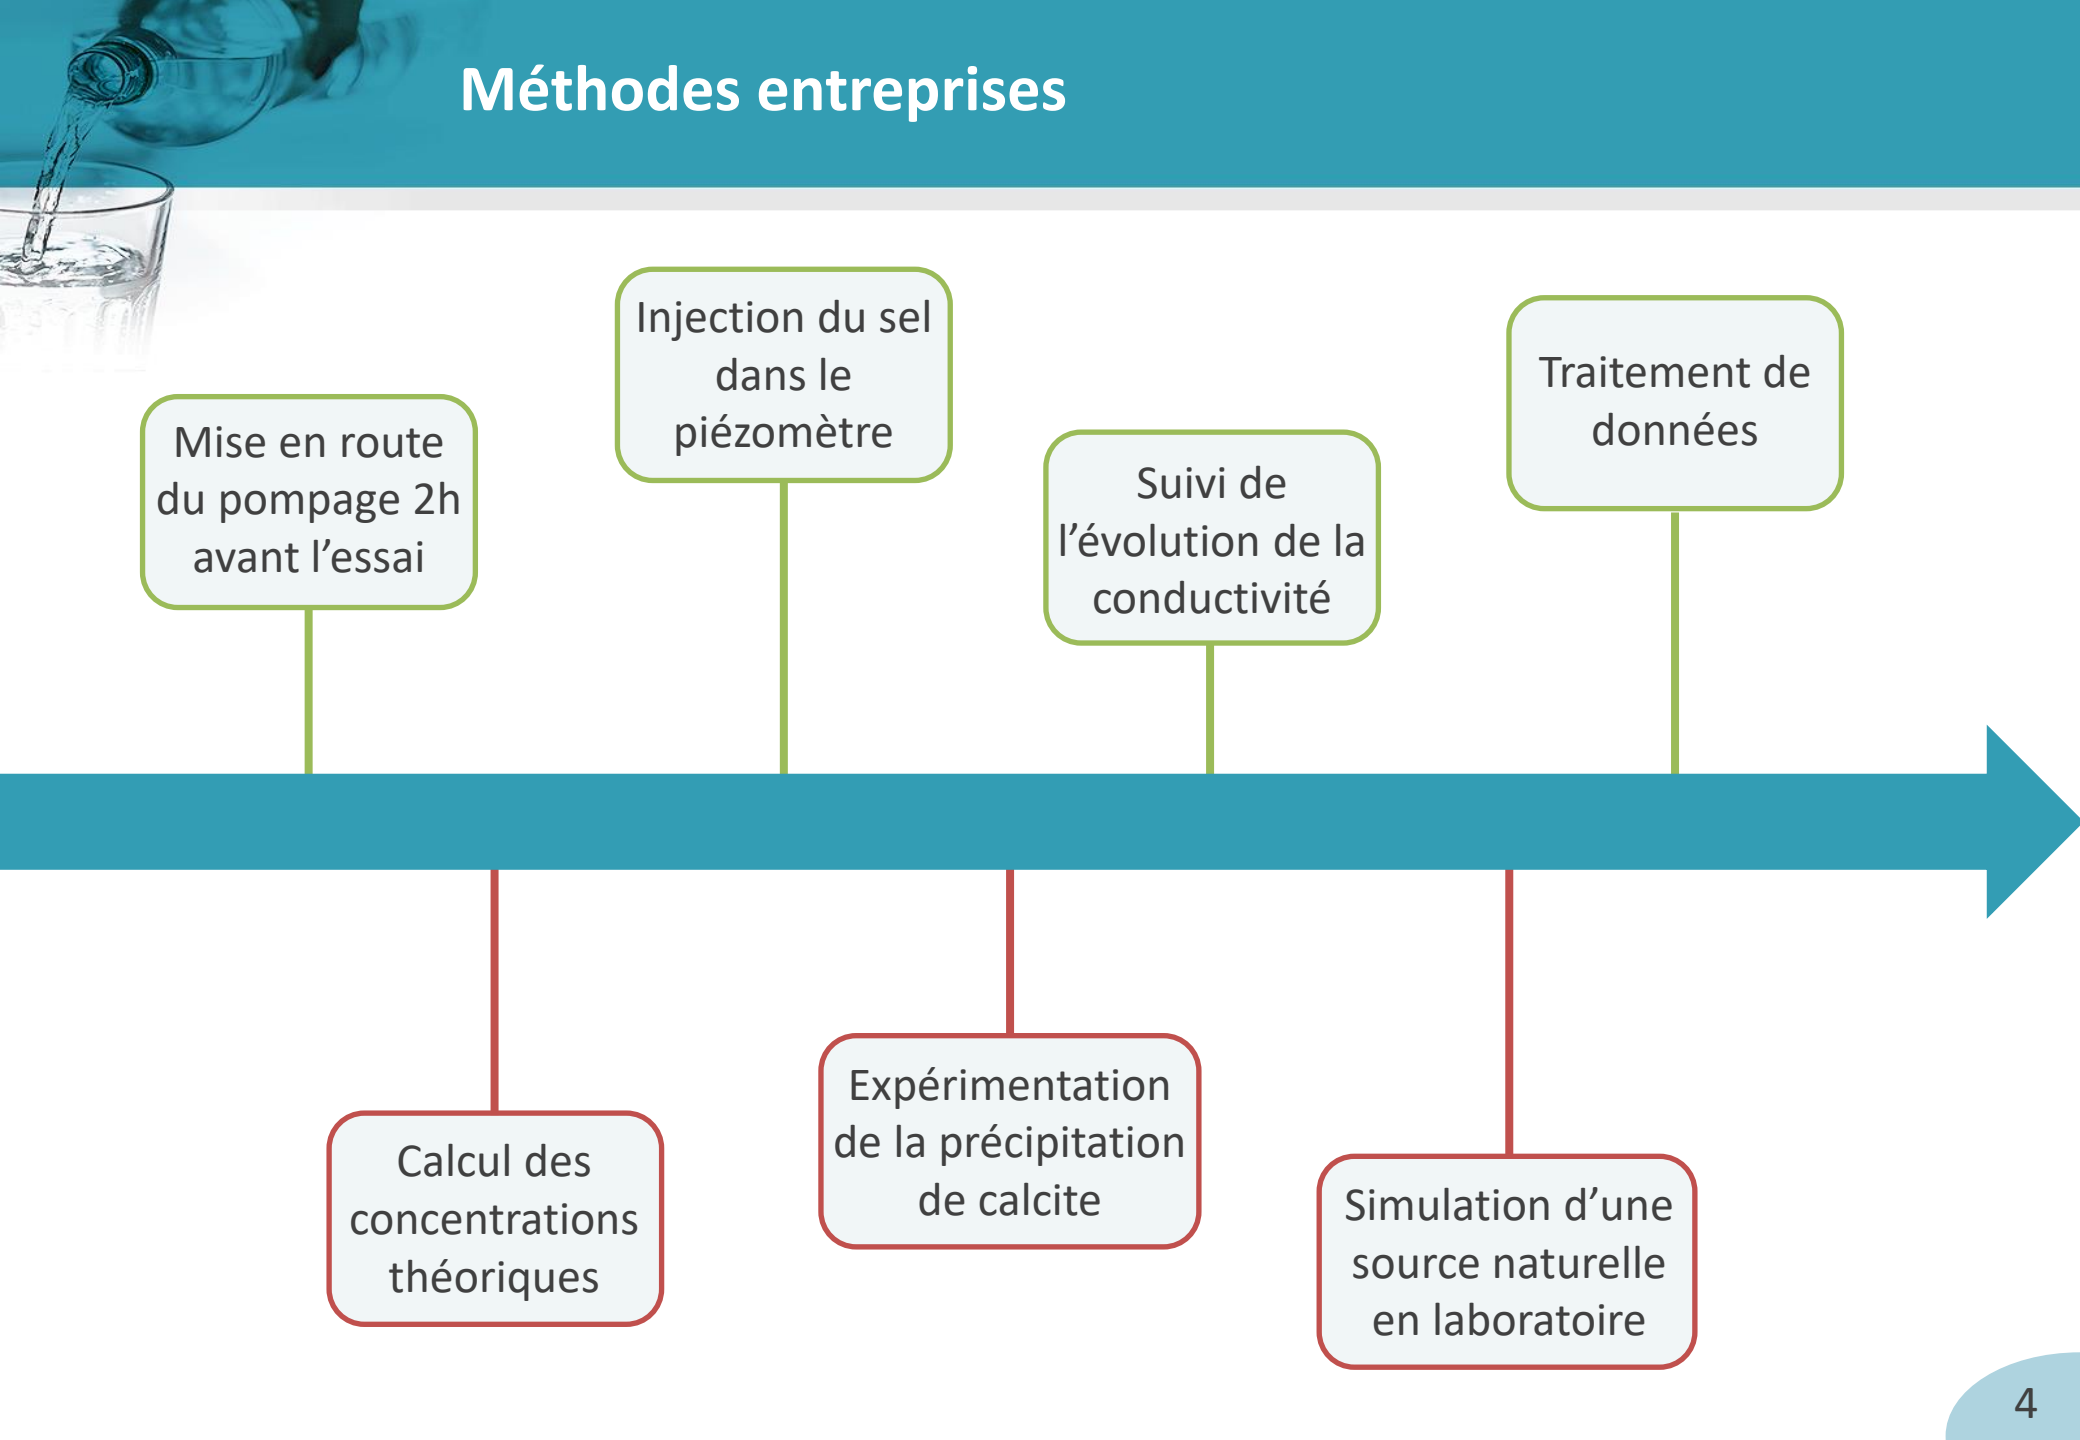 Méthodes entreprises
Mise en route
du pompage 2h
avant l’essai
Injection du sel
dans le
piézomètre
Suivi de
l’évolution de la
conductivité
Traitement de
données
Calcul des
concentrations
théoriques
Expérimentation
de la précipitation
de calcite
Simulation d’une
source naturelle
en laboratoire
4